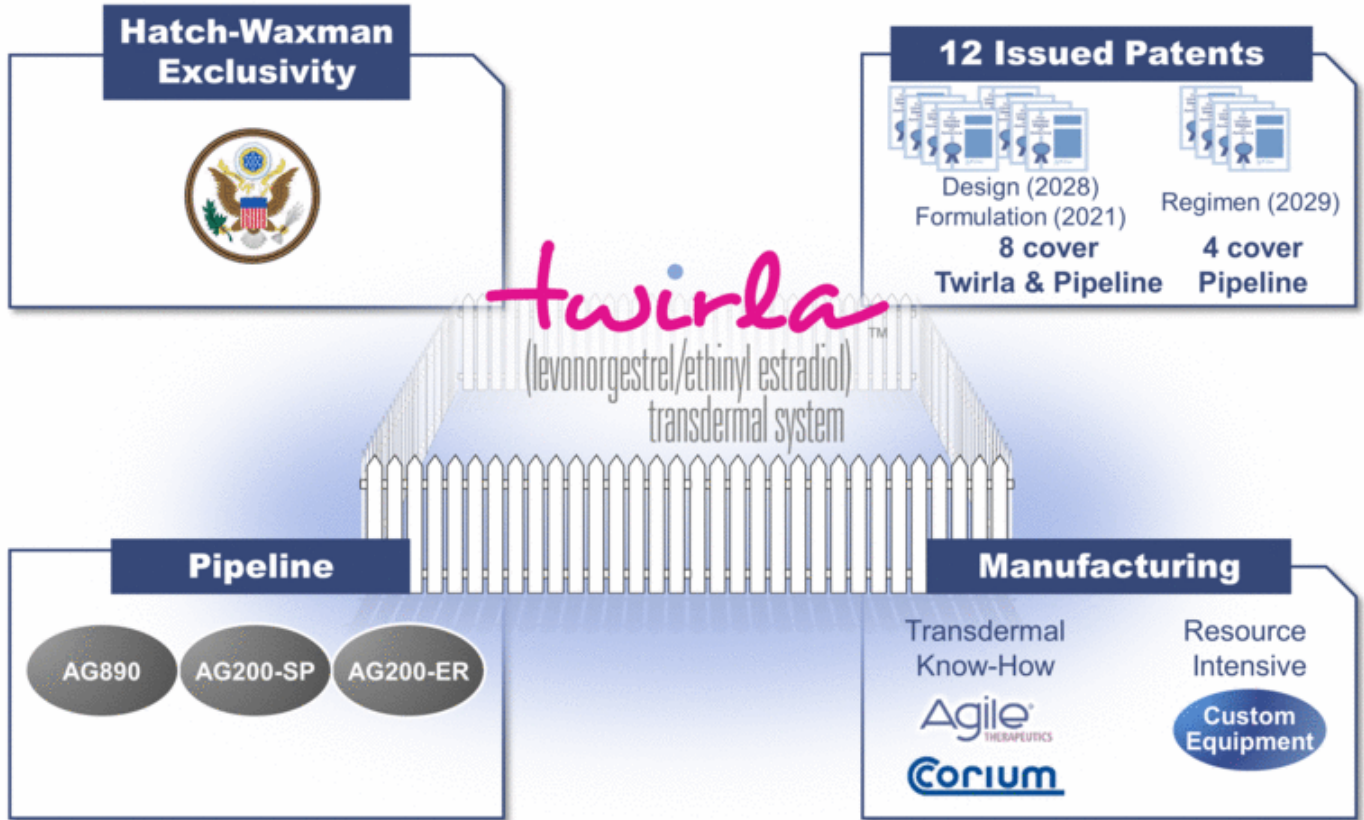 Hatch-Waxman
Exclusivity
12 Issued Patents
Design (2028)
Formulation (2021)
8 cover
Twirla & Pipeline
Regimen (2029)
4 cover
Pipeline
twirla™
(levonorgestrel/ethinyl estradiol)
transdermal system
Pipeline
AG890
AG200-SP
AG200-ER
Manufacturing
Transdermal
Know-How
Agile
THERAPEUTICS
Corium
Resource
Intensive
Custom
Equipment